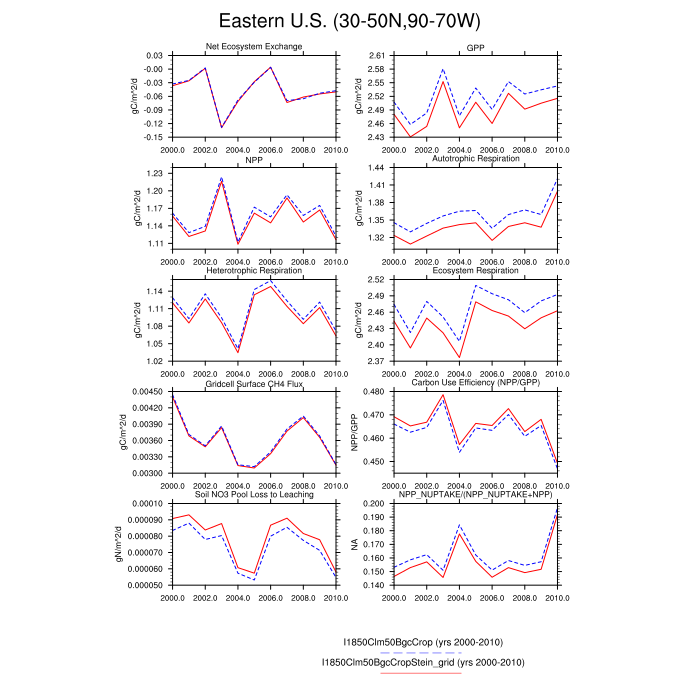 Eastern U.S. (30-50N,90-70W)
Net Ecosystem Exchange
GPP
gC/m^2/d
0.03
-0.00
-0.03
-0.06
-0.09
-0.12
-0.15
2000.0 2002.0 2004.0 2006.0 2008.0 2010.0
gC/m^2/d
2.61
2.58
2.55
2.52
2.49
2.46
2.43
2000.0 2002.0 2004.0 2006.0 2008.0 2010.0
NPP
Autotrophic Respiration
gC/m^2/d
1.23
1.20
1.17
1.14
1.11
2000.0 2002.0 2004.0 2006.0 2008.0 2010.0
gC/m^2/d
1.44
1.41
1.38
1.35
1.32
2000.0 2002.0 2004.0 2006.0 2008.0 2010.0
Heterotrophic Respiration
Ecosystem Respiration
gC/m^2/d
1.14
1.11
1.08
1.05
1.02
2000.0 2002.0 2004.0 2006.0 2008.0 2010.0
gC/m^2/d
2.52
2.49
2.46
2.43
2.40
2.37
2000.0 2002.0 2004.0 2006.0 2008.0 2010.0
Gridcell Surface CH4 Flux
Carbon Use Efficiency (NPP/GPP)
gC/m^2/d
0.00450
0.00420
0.00390
0.00360
0.00330
0.00300
2000.0 2002.0 2004.0 2006.0 2008.0 2010.0
NPP/GPP
0.480
0.470
0.460
0.450
2000.0 2002.0 2004.0 2006.0 2008.0 2010.0
Soil NO3 Pool Loss to Leaching
NPP_NUPTAKE/(NPP_NUPTAKE+NPP)
gN/m^2/d
0.00010
0.000090
0.000080
0.000070
0.000060
0.000050
2000.0 2002.0 2004.0 2006.0 2008.0 2010.0
NA
0.200
0.190
0.180
0.170
0.160
0.150
0.140
2000.0 2002.0 2004.0 2006.0 2008.0 2010.0
I1850Clm50BgcCrop (yrs 2000-2010)
I1850Clm50BgcCropStein_grid (yrs 2000-2010)